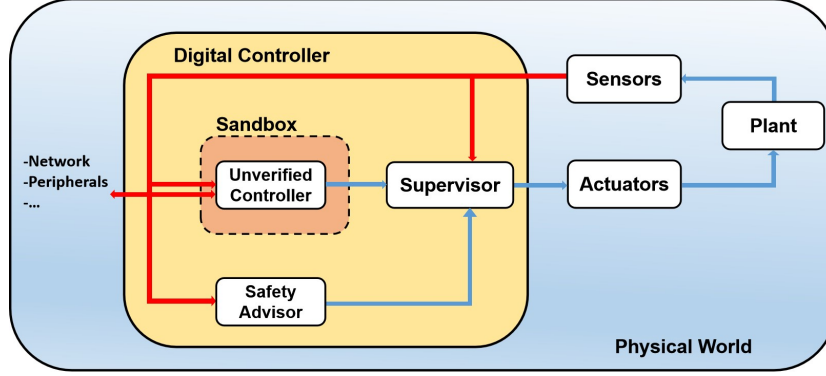 Digital Controller
Sensors
Plant
Sandbox
-Network
-Peripherals
-...
Unverified
Controller
Supervisor
Actuators
Safety
Advisor
Physical World